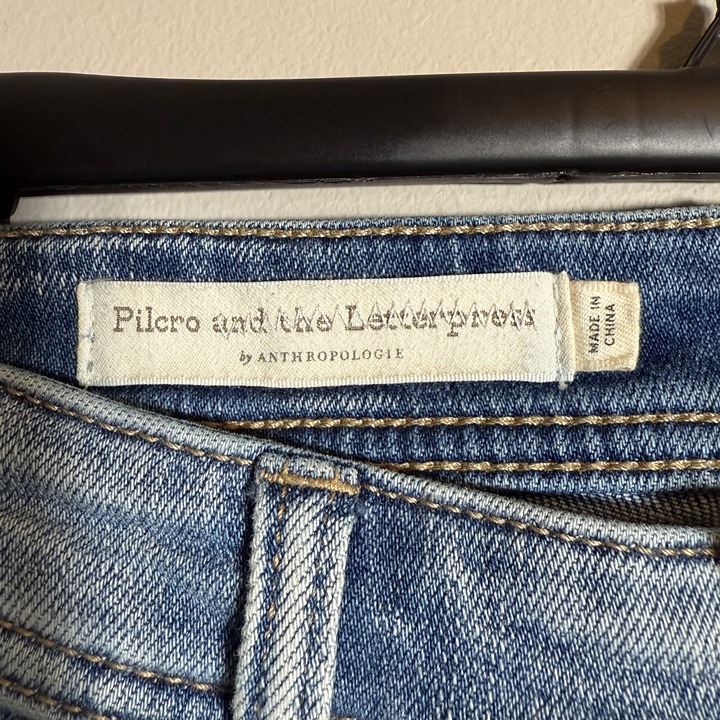 Pilcro and the Letterpress
by ANTHROPOLOGIE
MADE IN
CHINA